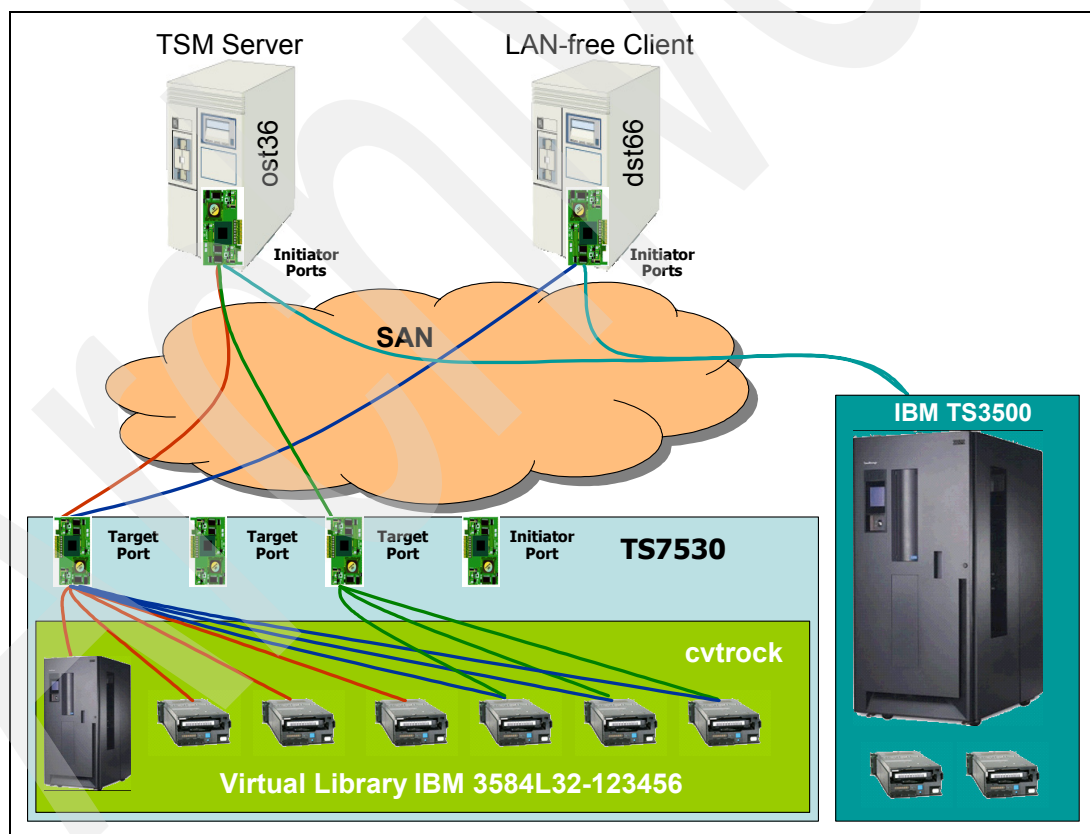 TSM Server
LAN-free Client
ost36
dst66
Initiator
Ports
Initiator
Ports
SAN
IBM TS3500
Target
Port
Target
Port
Target
Port
Initiator
Port
TS7530
cvtrock
Virtual Library IBM 3584L32-123456